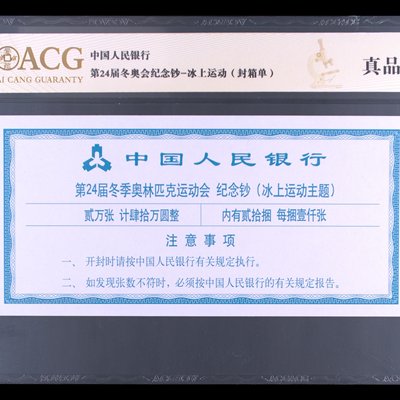 ACG
AI CANG GUARANTY
中国人民银行
第24届冬奥会纪念钞-冰上运动（封箱单）
真品
中国人民银行
第24届冬季奥林匹克运动会 纪念钞（冰上运动主题）
贰万张 计肆拾万圆整
内有贰拾捆 每捆壹仟张
注意事项
一、开封时请按中国人民银行有关规定执行。
二、如发现张数不符时，必须按中国人民银行的有关规定报告。